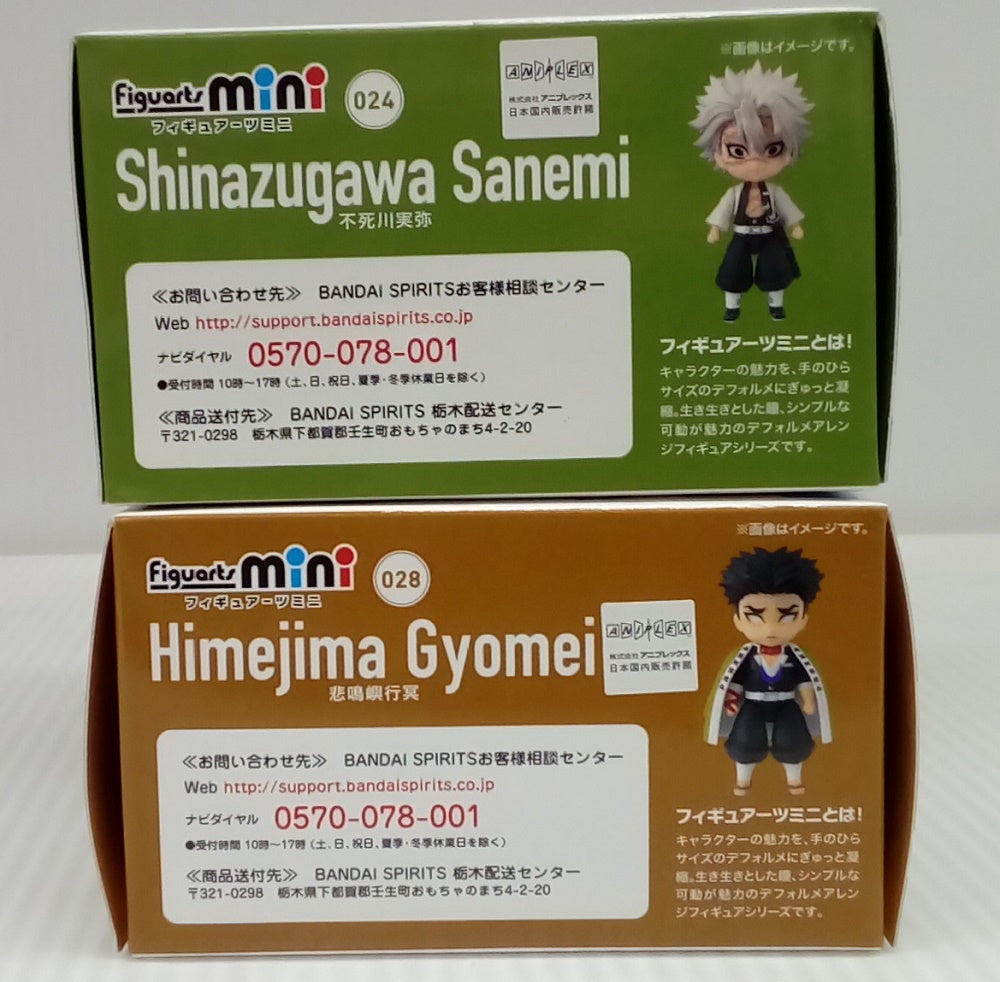 ※画像はイメージです。
Figuarts mini
フィギュアーツミニ
024
ANIPLEX
株式会社 アニプレックス
日本国内販売許諾
Shinazugawa Sanemi
不死川実弥
≪お問い合わせ先≫ BANDAI SPIRITSお客様相談センター
Web http://support.bandaispirits.co.jp
ナビダイヤル 0570-078-001
●受付時間 10時~17時 (土、日、祝日、夏季・冬季休業日を除く)
≪商品送付先≫ BANDAI SPIRITS 栃木配送センター
〒321-0298 栃木県下都賀郡壬生町おもちゃのまち4-2-20
フィギュアーツミニとは!
キャラクターの魅力を、手のひら
サイズのデフォルメにぎゅっと凝
縮。生き生きとした瞳、シンプルな
可動が魅力のデフォルメアレン
ジフィギュアシリーズです。
※画像はイメージです。
Figuarts mini
フィギュアーツミニ
028
Himejima Gyomei
悲鳴嶼行冥
ANIPLEX
株式会社 アニプレックス
日本国内販売許諾
≪お問い合わせ先≫ BANDAI SPIRITSお客様相談センター
Web http://support.bandaispirits.co.jp
ナビダイヤル 0570-078-001
●受付時間 10時~17時 (土、日、祝日、夏季・冬季休業日を除く)
≪商品送付先≫ BANDAI SPIRITS 栃木配送センター
〒321-0298 栃木県下都賀郡壬生町おもちゃのまち4-2-20
フィギュアーツミニとは!
キャラクターの魅力を、手のひら
サイズのデフォルメにぎゅっと凝
縮。生き生きとした瞳、シンプルな
可動が魅力のデフォルメアレン
ジフィギュアシリーズです。